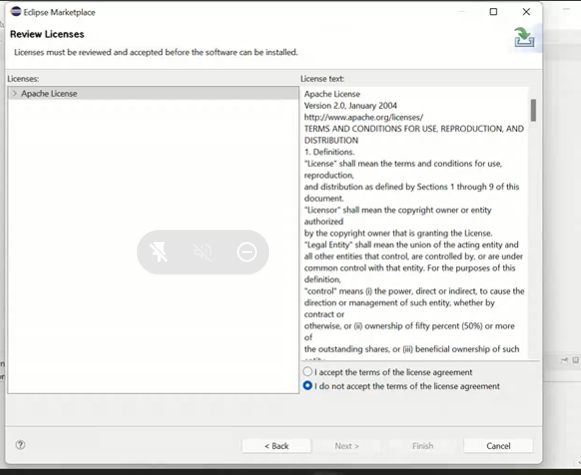 Eclipse Marketplace
Review Licenses
Licenses must be reviewed and accepted before the software can be installed.
Licenses:
Apache License
License text:
Apache License
Version 2.0, January 2004
http://www.apache.org/licenses/
TERMS AND CONDITIONS FOR USE, REPRODUCTION, AND
DISTRIBUTION
1. Definitions.
"License" shall mean the terms and conditions for use,
reproduction,
and distribution as defined by Sections 1 through 9 of this
document.
"Licensor" shall mean the copyright owner or entity
authorized
by the copyright owner that is granting the License.
"Legal Entity" shall mean the union of the acting entity and
all other entities that control, are controlled by, or are under
common control with that entity. For the purposes of this
definition,
"control" means (i) the power, direct or indirect, to cause the
direction or management of such entity, whether by
contract or
otherwise, or (ii) ownership of fifty percent (50%) or more
of
the outstanding shares, or (iii) beneficial ownership of such
I accept the terms of the license agreement
I do not accept the terms of the license agreement
< Back
Next >
Finish
Cancel